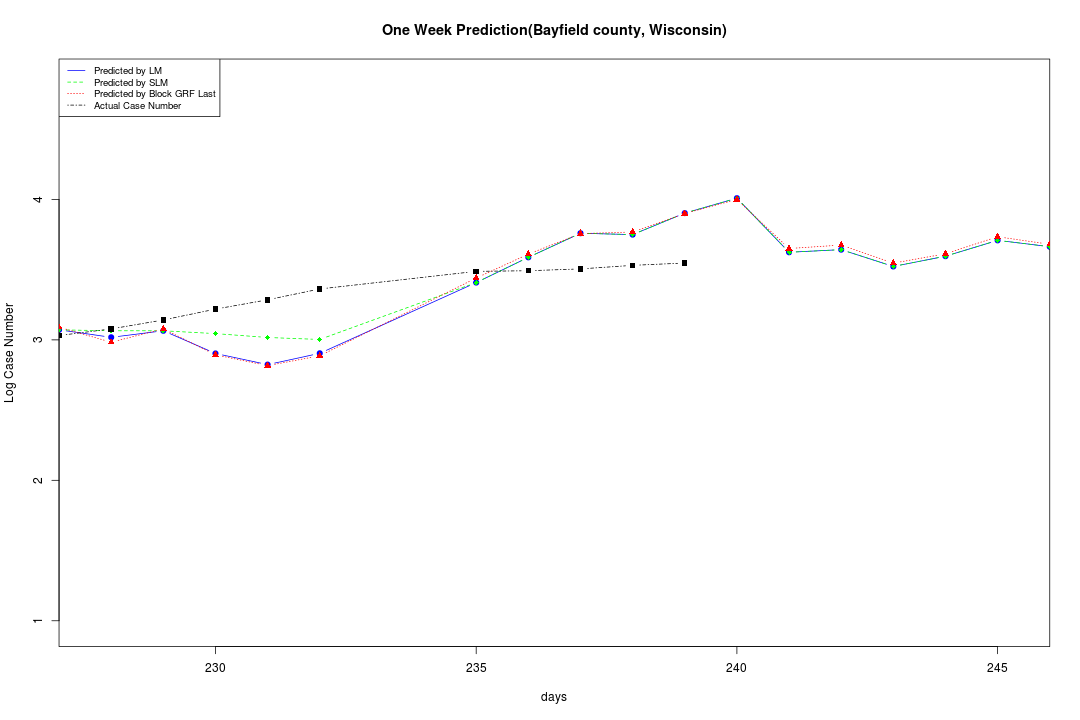 One Week Prediction(Bayfield county, Wisconsin)
Predicted by LM
Predicted by SLM
Predicted by Block GRF Last
Actual Case Number
Log Case Number
4
3
2
1
230
235
240
245
days